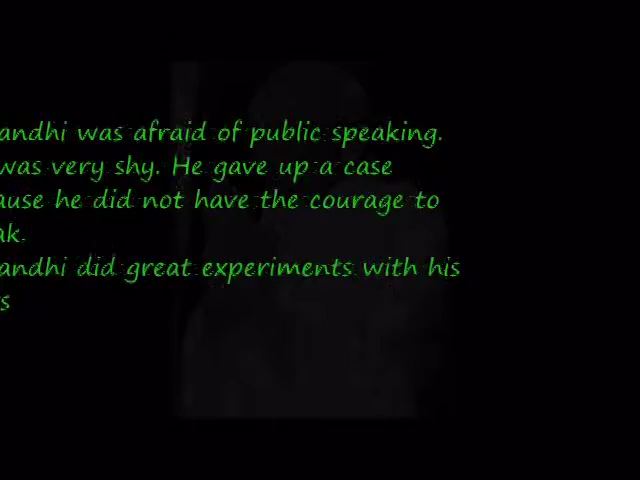 andhi was afraid of public speaking.
was very shy. He gave up a case
ause he did not have the courage to
ak.
andhi did great experiments with his
s